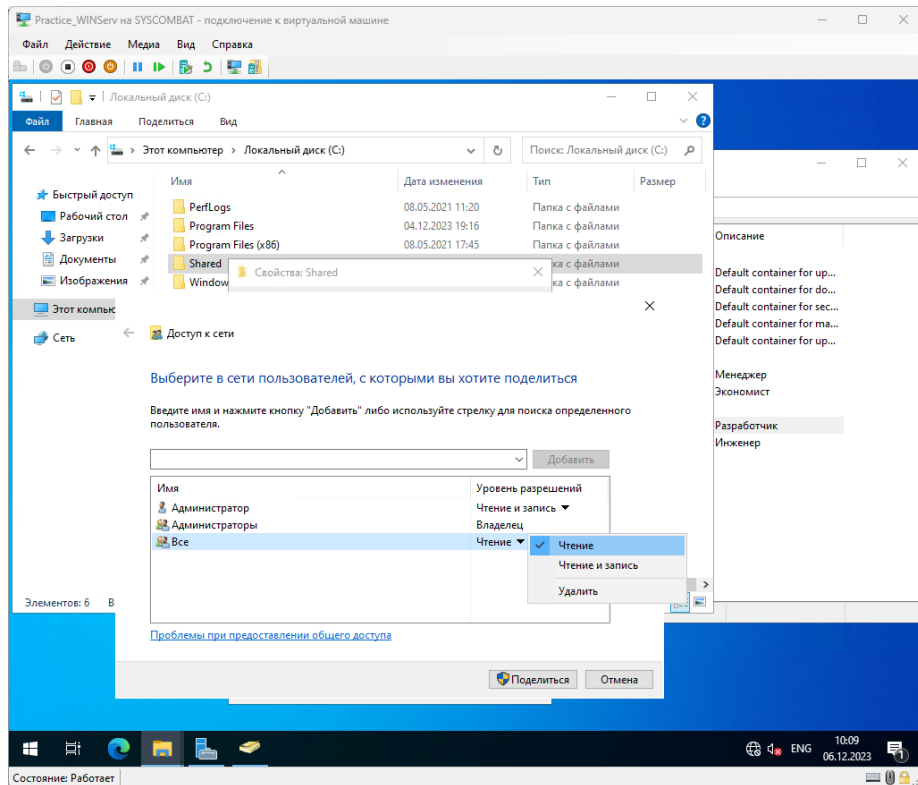 Practice_WINServ на SYSCOMBAT - подключение к виртуальной машине
Файл Действие Медиа Вид Справка
Локальный диск (C:)
Файл Главная Поделиться Вид
Этот компьютер › Локальный диск (C:)
Поиск: Локальный диск (C:)
Имя Дата изменения Тип Размер
Быстрый доступ
Рабочий стол
Загрузки
Документы
Изображения
Этот компью
Сеть
PerfLogs 08.05.2021 11:20 Папка с файлами
Program Files 04.12.2023 19:16 Папка с файлами
Program Files (x86) 08.05.2021 17:45 Папка с файлами
Shared ка с файлами
Window ка с файлами
Свойства: Shared
Описание
Default container for up...
Default container for do...
Default container for sec...
Default container for ma...
Default container for up...
Менеджер
Экономист
Разработчик
Инженер
Доступ к сети
Выберите в сети пользователей, с которыми вы хотите поделиться
Введите имя и нажмите кнопку "Добавить" либо используйте стрелку для поиска определенного
пользователя.
Добавить
Имя Уровень разрешений
Администратор Чтение и запись
Администраторы Владелец
Все Чтение
Чтение
Чтение и запись
Удалить
Проблемы при предоставлении общего доступа
Поделиться Отмена
Элементов: 6 В
ENG
10:09
06.12.2023
1
Состояние: Работает